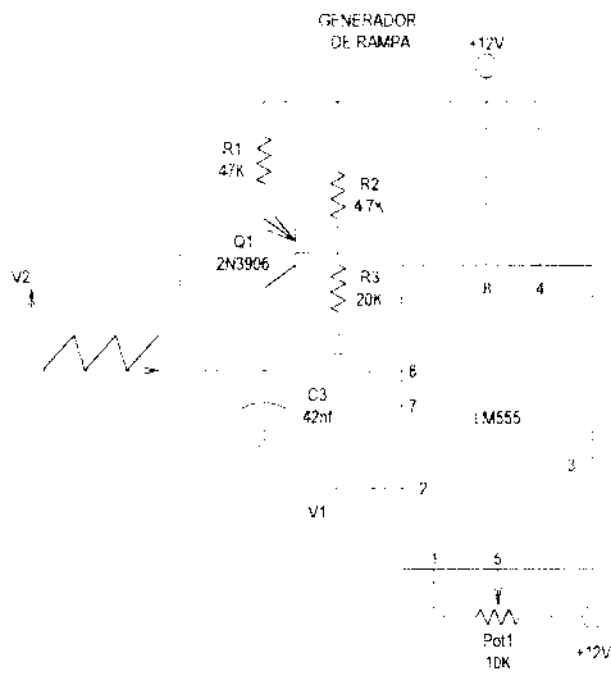 GENERADOR
DE RAMPA
+12V
R1
47K
R2
4.7K
Q1
2N3906
R3
20K
V2
8
4
6
C3
42nf
7
LM555
3
2
V1
1
5
Pot1
10K
+12V